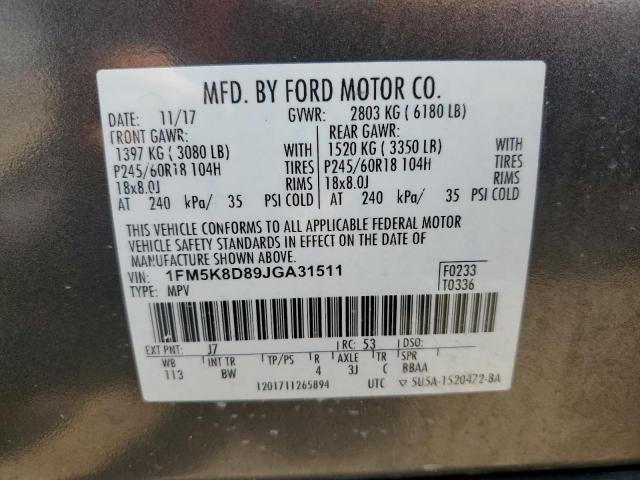 MFD. BY FORD MOTOR CO.
DATE: 11/17 GVWR: 2803 KG ( 6180 LB)
FRONT GAWR: REAR GAWR:
1397 KG ( 3080 LB) WITH 1520 KG ( 3350 LB) WITH
P245/60R18 104H TIRES P245/60R18 104H TIRES
18x8.0J RIMS 18x8.0J RIMS
AT 240 kPa/ 35 PSI COLD AT 240 kPa/ 35 PSI COLD
THIS VEHICLE CONFORMS TO ALL APPLICABLE FEDERAL MOTOR
VEHICLE SAFETY STANDARDS IN EFFECT ON THE DATE OF
MANUFACTURE SHOWN ABOVE.
VIN: 1FM5K8D89JGA31511 F0233
TYPE: MPV T0336
EXT PNT: J7 RC: 53 DSO:
WB INT TR TP/PS R AXLE TR SPR
113 BW 4 3J C BBAA
1201711265894 UTC ▽ 5U5A-1520472-BA